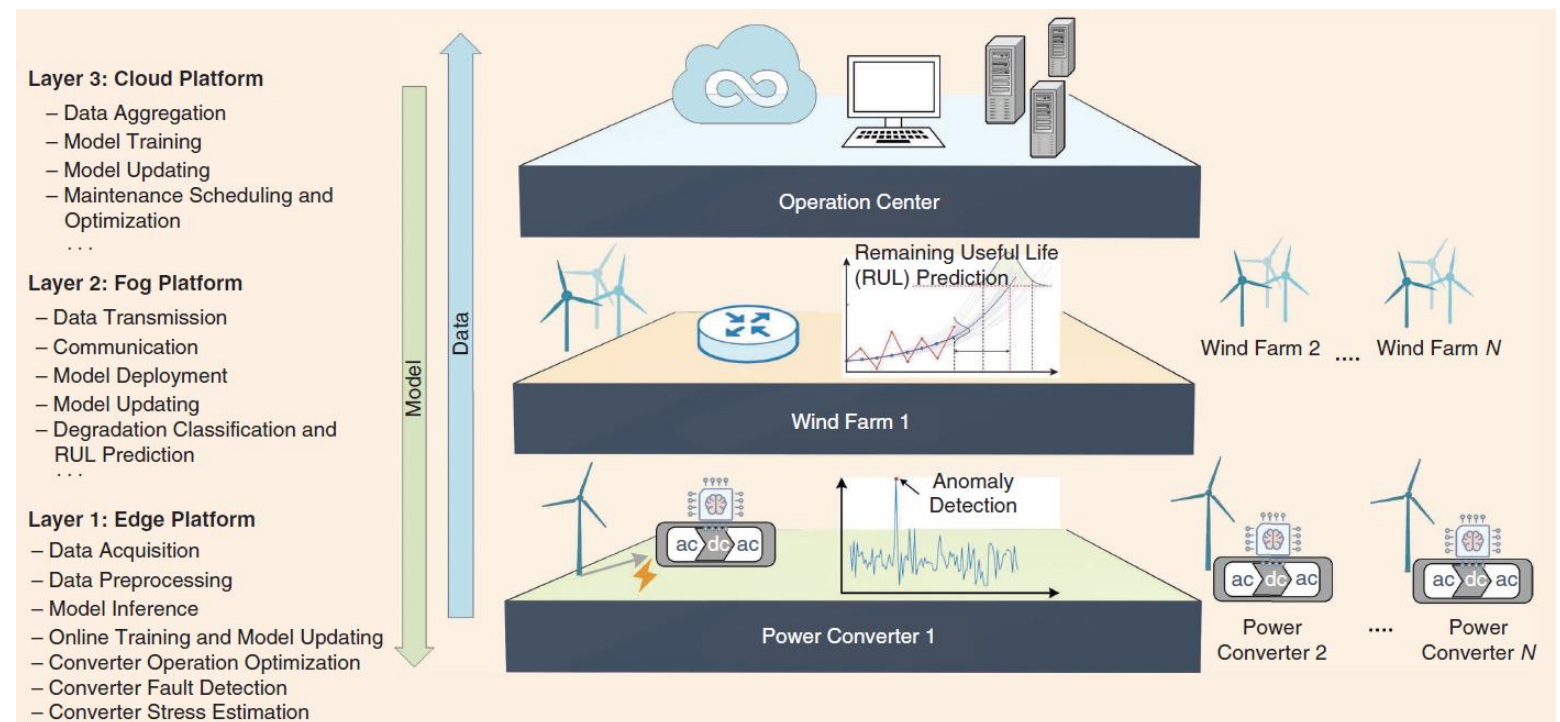 Layer 3: Cloud Platform
– Data Aggregation
– Model Training
– Model Updating
– Maintenance Scheduling and
Optimization
. . .
Layer 2: Fog Platform
– Data Transmission
– Communication
– Model Deployment
– Model Updating
– Degradation Classification and
RUL Prediction
. . .
Layer 1: Edge Platform
– Data Acquisition
– Data Preprocessing
– Model Inference
– Online Training and Model Updating
– Converter Operation Optimization
– Converter Fault Detection
– Converter Stress Estimation
Model
Data
Operation Center
Remaining Useful Life
(RUL) Prediction
Wind Farm 1
Wind Farm 2 .... Wind Farm N
ac dc ac
Anomaly
Detection
Power Converter 1
ac dc ac
Power
Converter 2
....
ac dc ac
Power
Converter N